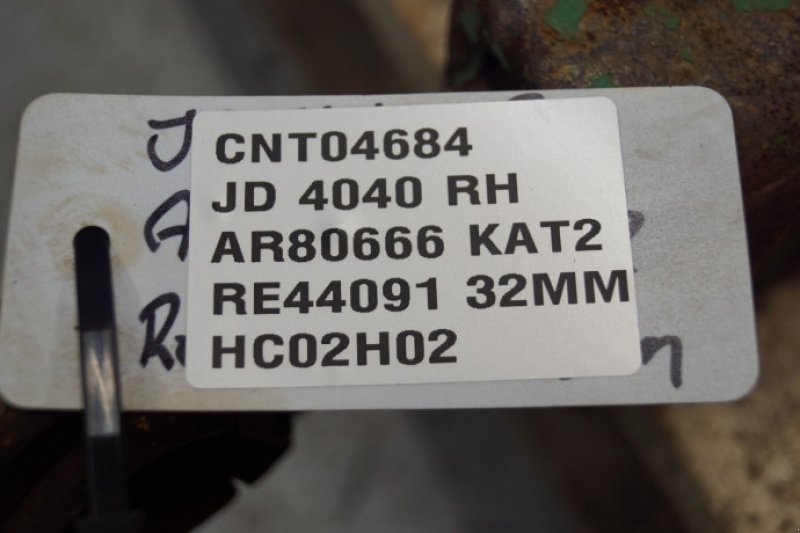 CNT04684
JD 4040 RH
AR80666 KAT2
RE44091 32MM
HC02H02